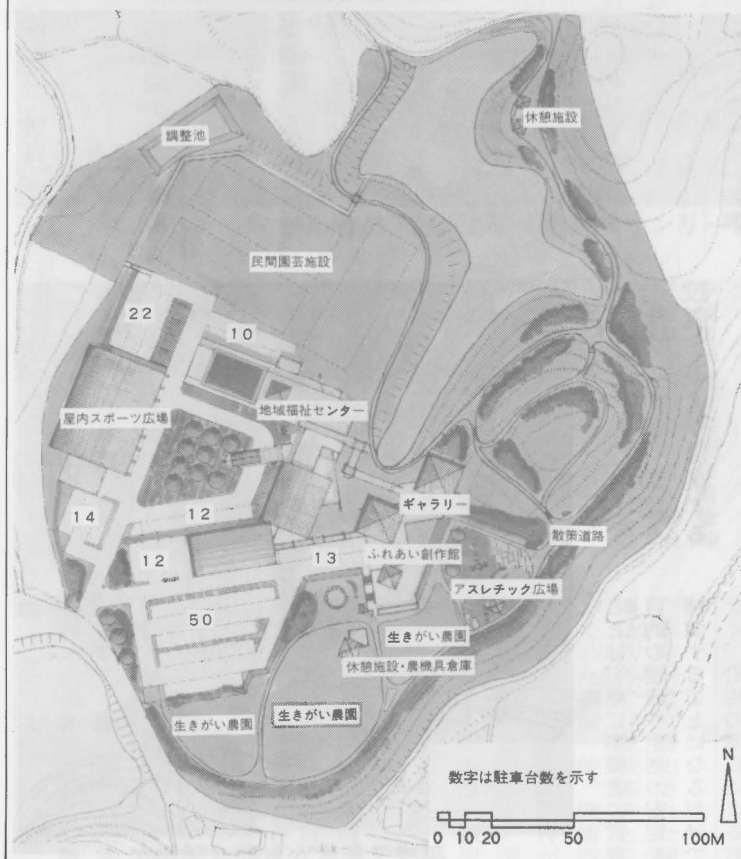 調整池
休憩施設
民間園芸施設
22
10
屋内スポーツ広場
地域福祉センター
14
12
ギャラリー
12
13
ふれあい創作館
散策道路
アスレチック広場
50
生きがい農園
休憩施設・農機具倉庫
生きがい農園
生きがい農園
数字は駐車台数を示す
N
0 10 20 50 100M